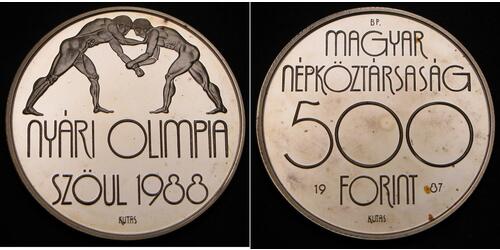 NYÁRI OLIMPIA
SZÖUL 1988
KUTAS
BP.
MAGYAR
NÉPKÖZTÁRSASÁG
500
19 FORINT 87
KUTAS